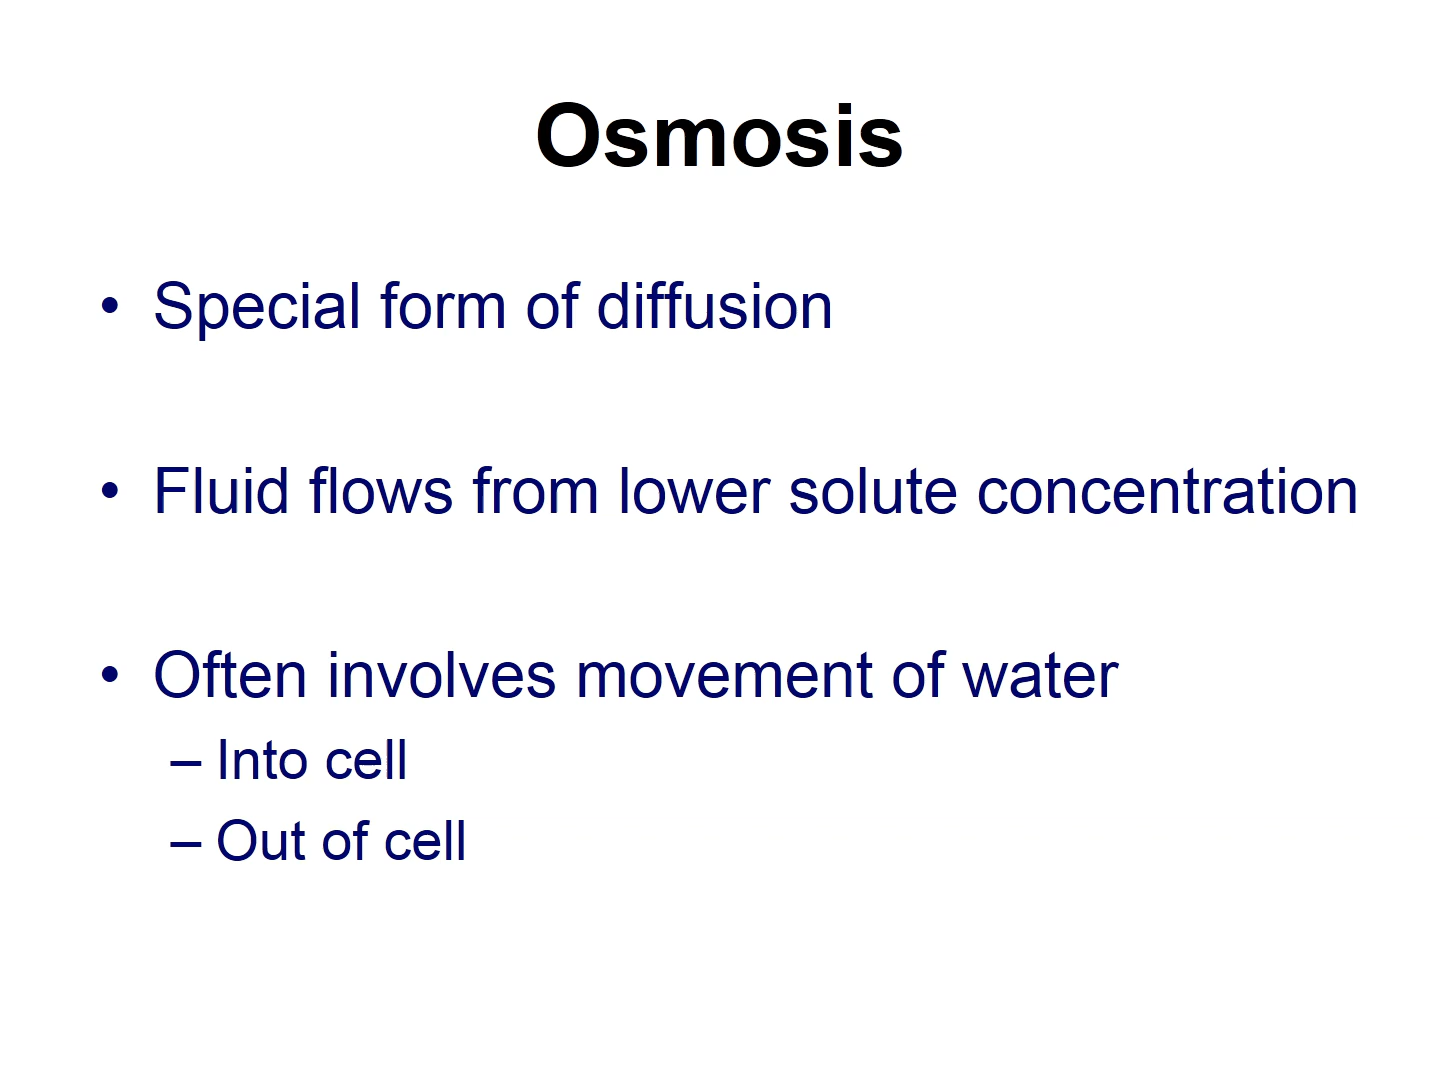 Osmosis
• Special form of diffusion
• Fluid flows from lower solute concentration
• Often involves movement of water
– Into cell
– Out of cell